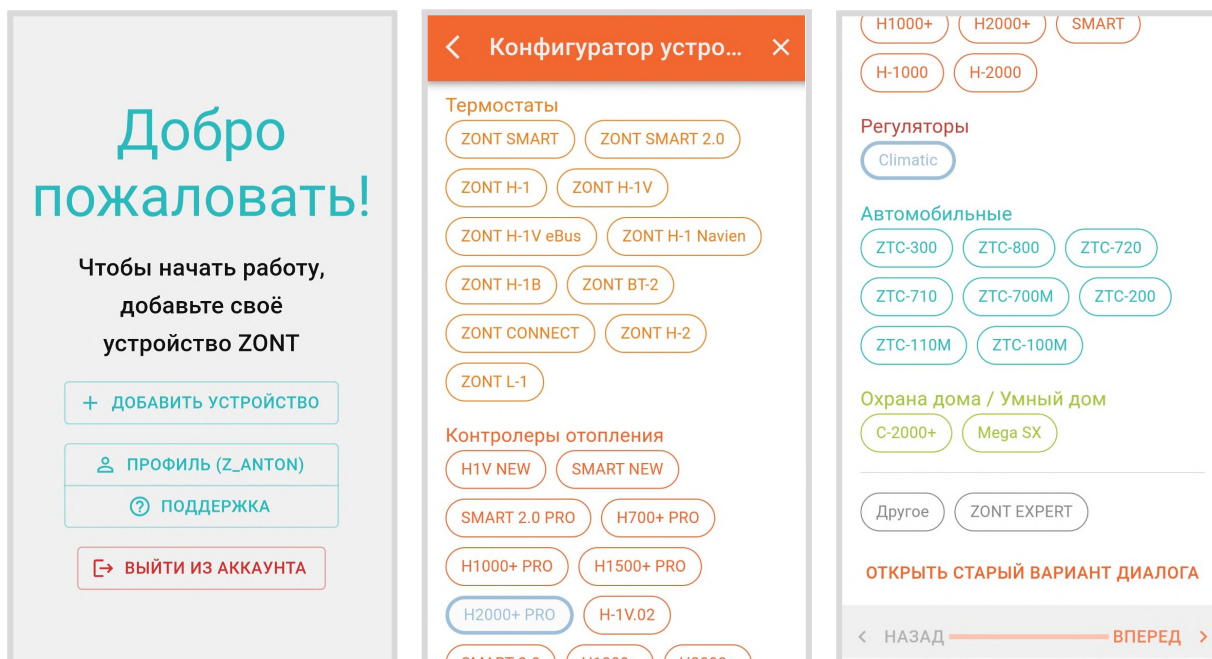 Добро
пожаловать!
Чтобы начать работу,
добавьте своё
устройство ZONT
+ ДОБАВИТЬ УСТРОЙСТВО
ПРОФИЛЬ (Z_ANTON)
ПОДДЕРЖКА
ВЫЙТИ ИЗ АККАУНТА
Конфигуратор устро...
Термостаты
ZONT SMART ZONT SMART 2.0
ZONT H-1 ZONT H-1V
ZONT H-1V eBus ZONT H-1 Navien
ZONT H-1B ZONT BT-2
ZONT CONNECT ZONT H-2
ZONT L-1
Контролеры отопления
H1V NEW SMART NEW
SMART 2.0 PRO H700+ PRO
H1000+ PRO H1500+ PRO
H2000+ PRO H-1V.02
H1000+ H2000+ SMART
H-1000 H-2000
Регуляторы
Climatic
Автомобильные
ZTC-300 ZTC-800 ZTC-720
ZTC-710 ZTC-700M ZTC-200
ZTC-110M ZTC-100M
Охрана дома / Умный дом
C-2000+ Mega SX
Другое ZONT EXPERT
ОТКРЫТЬ СТАРЫЙ ВАРИАНТ ДИАЛОГА
НАЗАД ВПЕРЕД